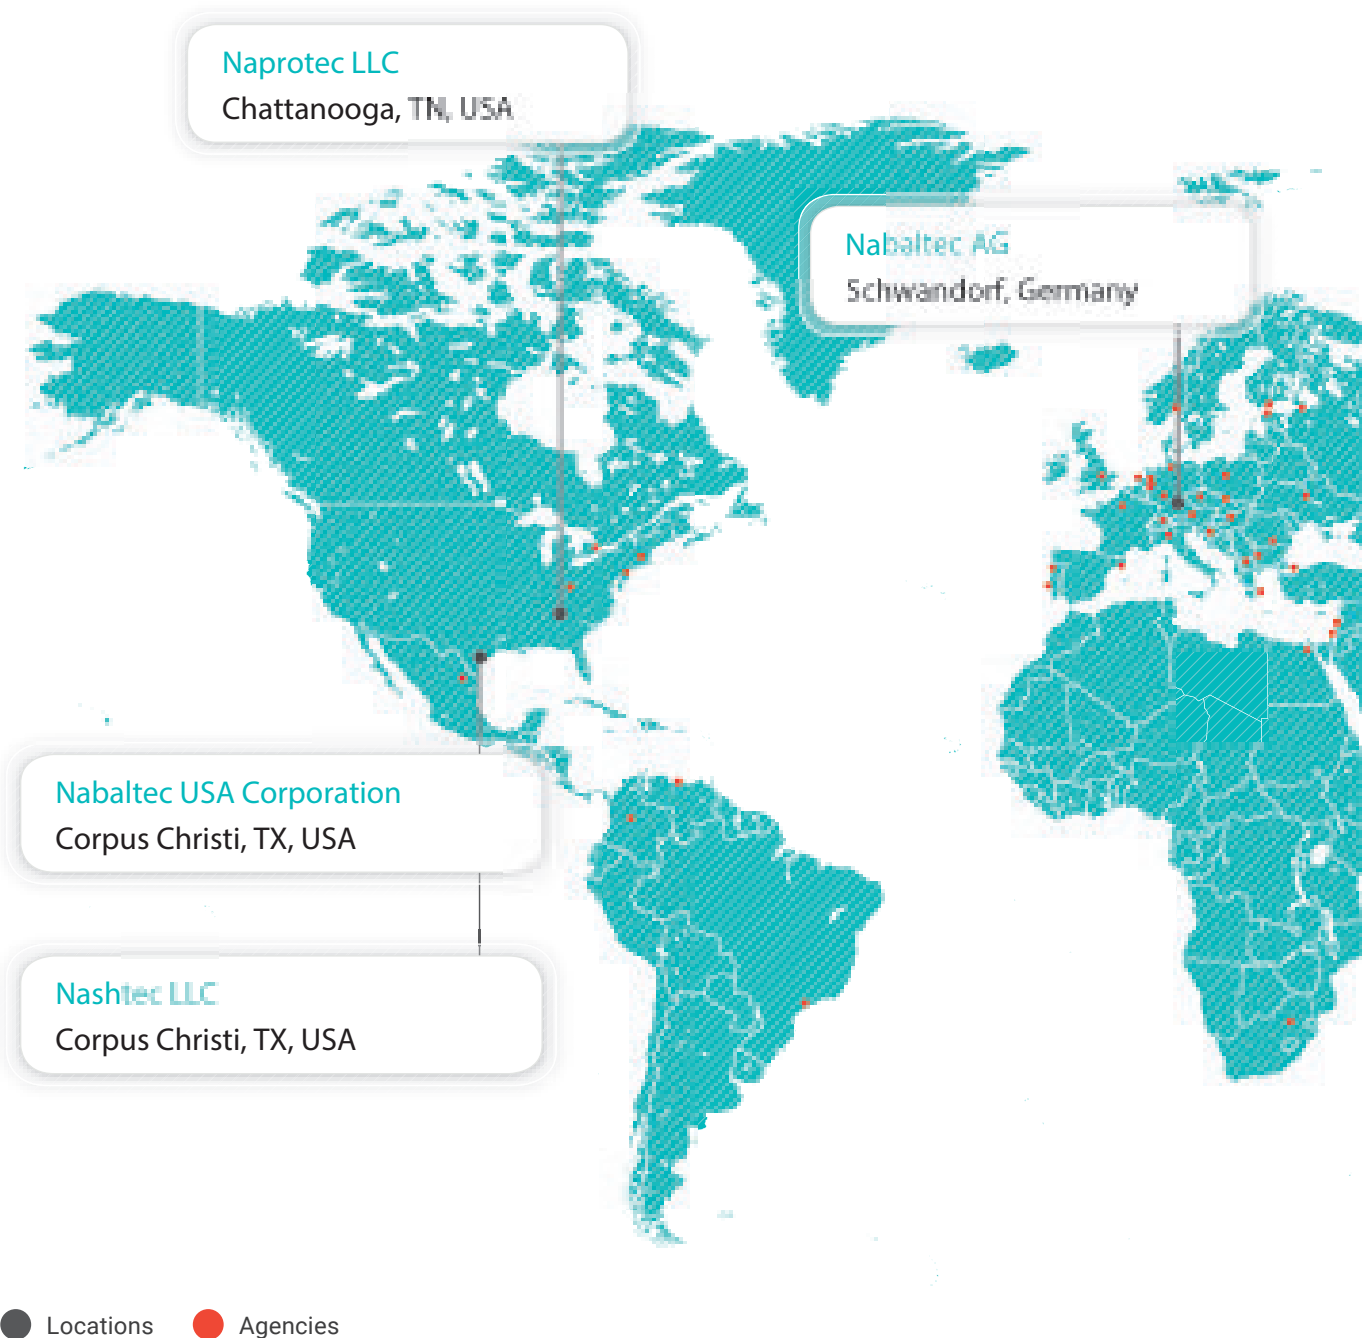 Naprotec LLC
Chattanooga, TN, USA
Nabaltec AG
Schwandorf, Germany
Nabaltec USA Corporation
Corpus Christi, TX, USA
Nashtec LLC
Corpus Christi, TX, USA
Locations
Agencies